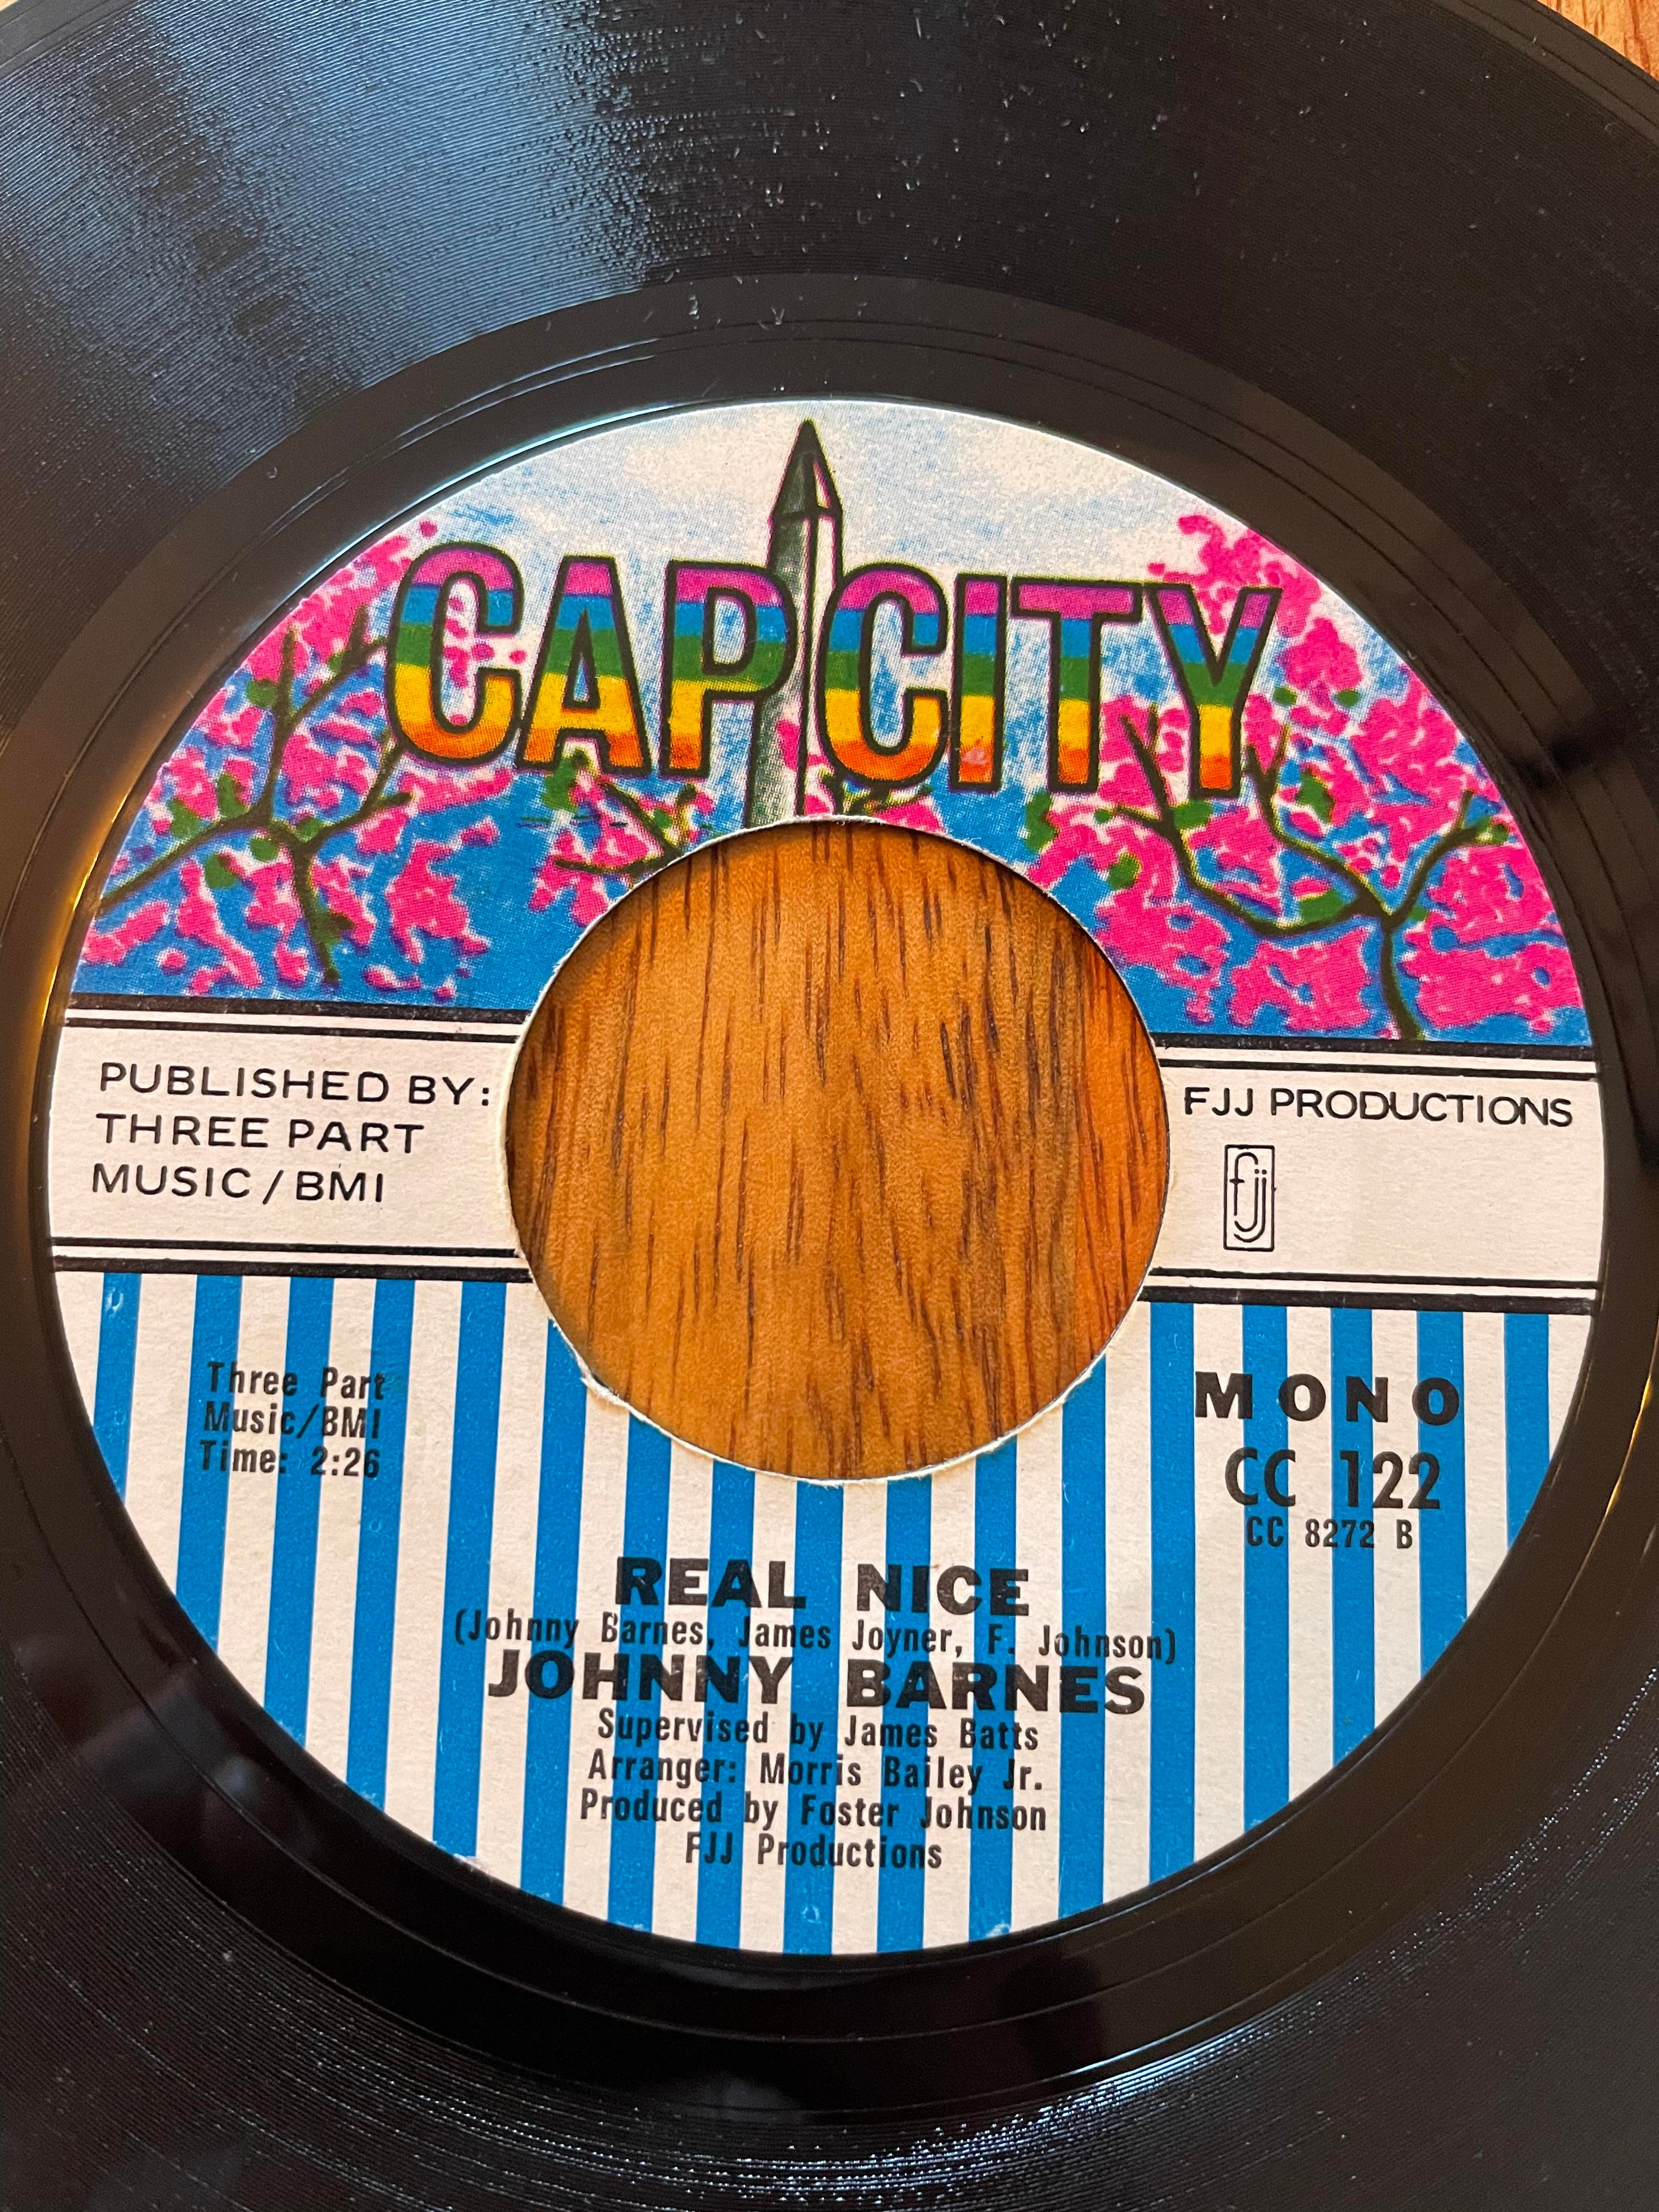 CAP CITY
PUBLISHED BY:
THREE PART
MUSIC / BMI
FJJ PRODUCTIONS
fjj
Three Part
Music/BMI
Time: 2:26
MONO
CC 122
CC 8272 B
REAL NICE
(Johnny Barnes, James Joyner, F. Johnson)
JOHNNY BARNES
Supervised by James Batts
Arranger: Morris Bailey Jr.
Produced by Foster Johnson
FJJ Productions